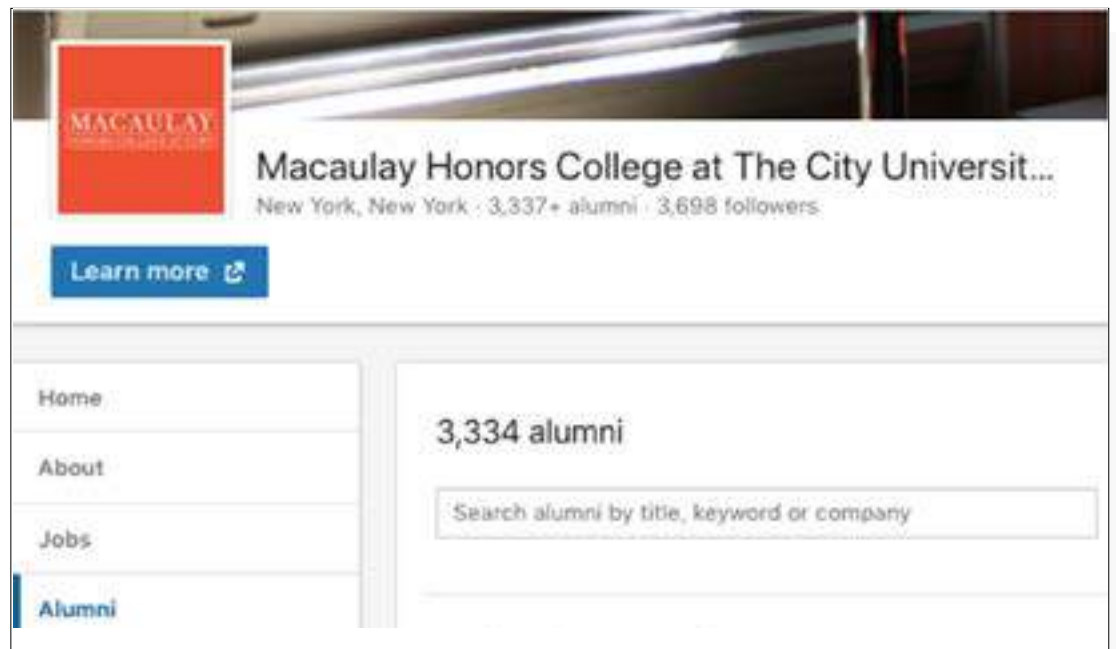 MACAULAY
Macaulay Honors College at The City Universit...
New York, New York · 3,337+ alumni · 3,698 followers
Learn more
Home
About
Jobs
Alumni
3,334 alumni
Search alumni by title, keyword or company